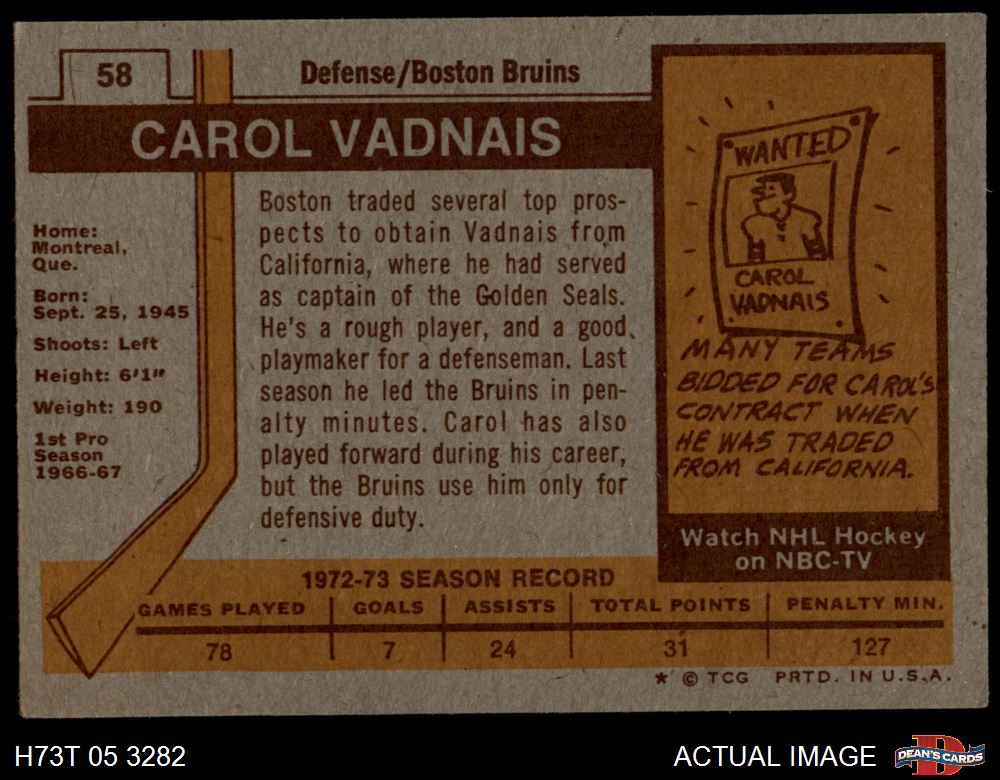 58
Defense/Boston Bruins
CAROL VADNAIS
Home:
Montreal,
Que.
Born:
Sept. 25, 1945
Shoots: Left
Height: 6'1"
Weight: 190
1st Pro
Season
1966-67
Boston traded several top pros-
pects to obtain Vadnais from
California, where he had served
as captain of the Golden Seals.
He's a rough player, and a good
playmaker for a defenseman. Last
season he led the Bruins in pen-
alty minutes. Carol has also
played forward during his career,
but the Bruins use him only for
defensive duty.
WANTED
CAROL
VADNAIS
MANY TEAMS
BIDDED FOR CAROL'S
CONTRACT WHEN
HE WAS TRADED
FROM CALIFORNIA.
Watch NHL Hockey
on NBC-TV
1972-73 SEASON RECORD
GAMES PLAYED GOALS ASSISTS TOTAL POINTS PENALTY MIN.
78 7 24 31 127
* © TCG PRTD. IN U.S.A.
H73T 05 3282
ACTUAL IMAGE
D
DEAN'S CARDS